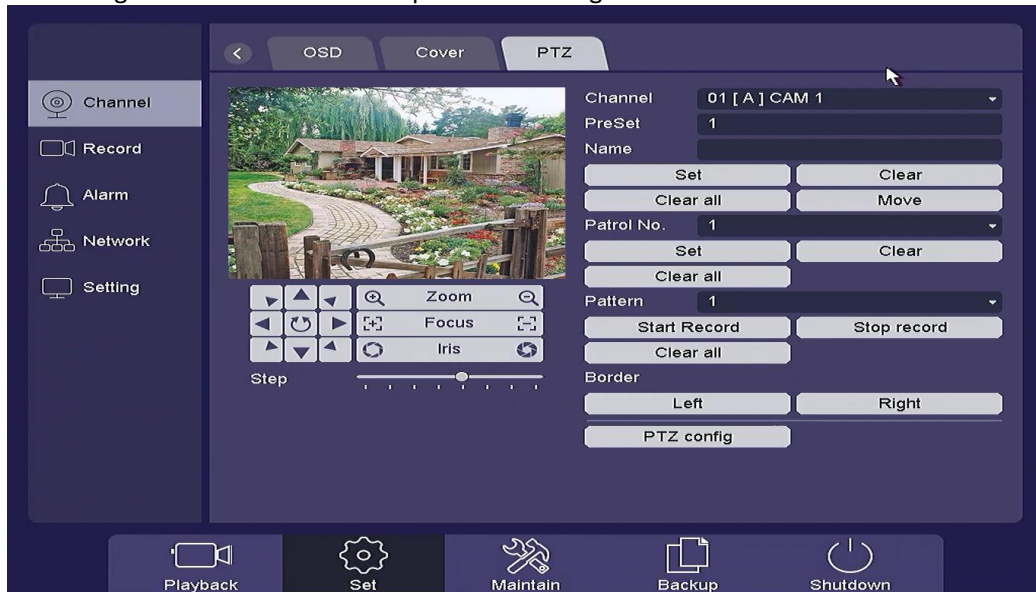 OSD Cover PTZ
Channel
Record
Alarm
Network
Setting
Zoom
Focus
Iris
Step
Channel 01 [ A ] CAM 1
PreSet 1
Name
Set Clear
Clear all Move
Patrol No. 1
Set Clear
Clear all
Pattern 1
Start Record Stop record
Clear all
Border
Left Right
PTZ config
Playback Set Maintain Backup Shutdown